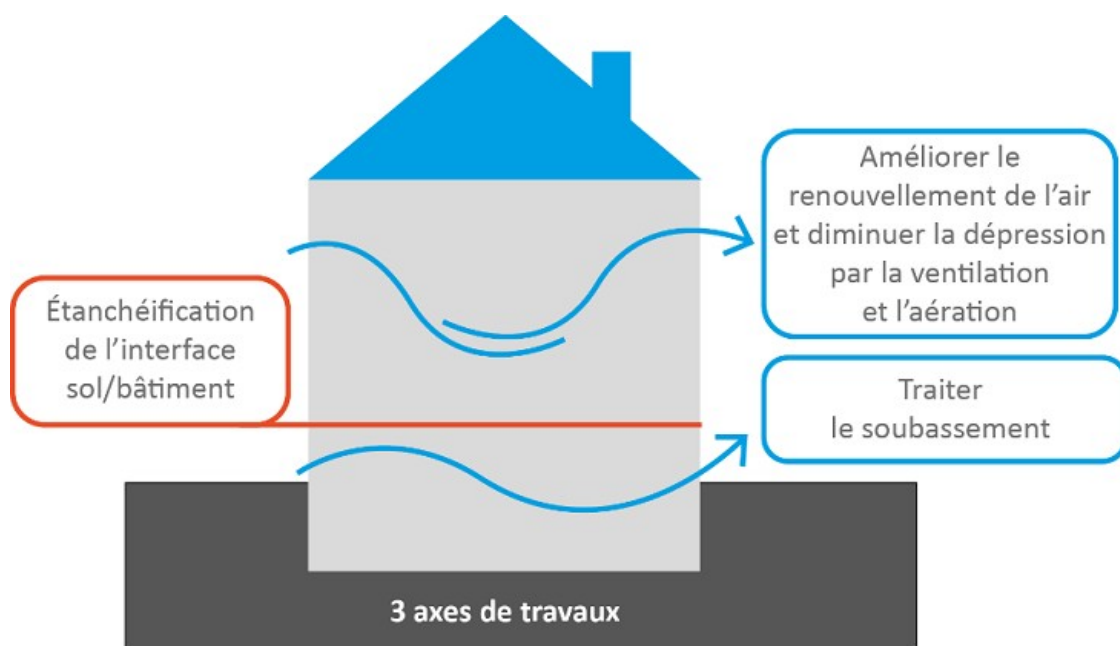 Améliorer le
renouvellement de l’air
et diminuer la dépression
par la ventilation
et l’aération
Étanchéification
de l’interface
sol/bâtiment
Traiter
le soubassement
3 axes de travaux